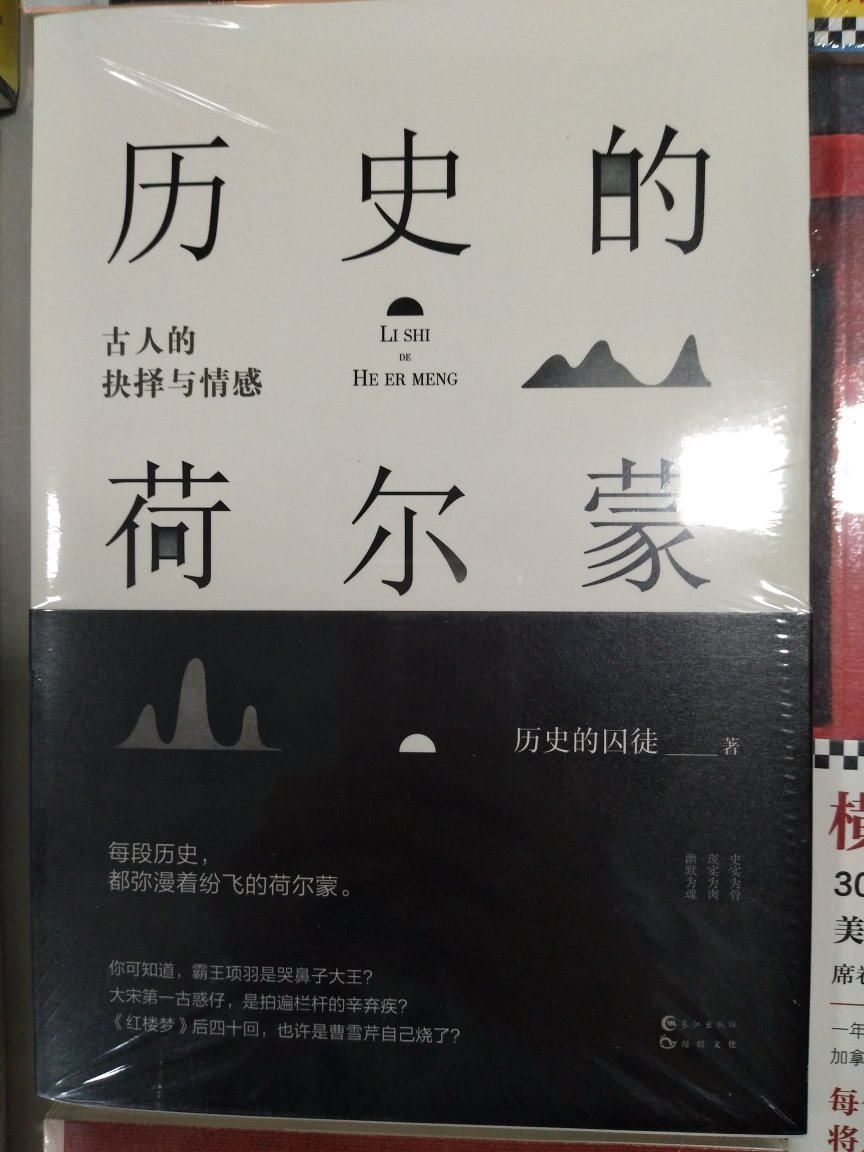 历史的
古人的
抉择与情感
LI SHI
DE
HE ER MENG
荷尔蒙
历史的囚徒
著
每段历史，
都弥漫着纷飞的荷尔蒙。
史实为骨
现实为肉
幽默为魂
你可知道，霸王项羽是哭鼻子大王？
大宋第一古惑仔，是拍遍栏杆的辛弃疾？
《红楼梦》后四十回，也许是曹雪芹自己烧了？
长江出版社
漫娱文化
横
30
美
席卷
一年
加拿
每
将